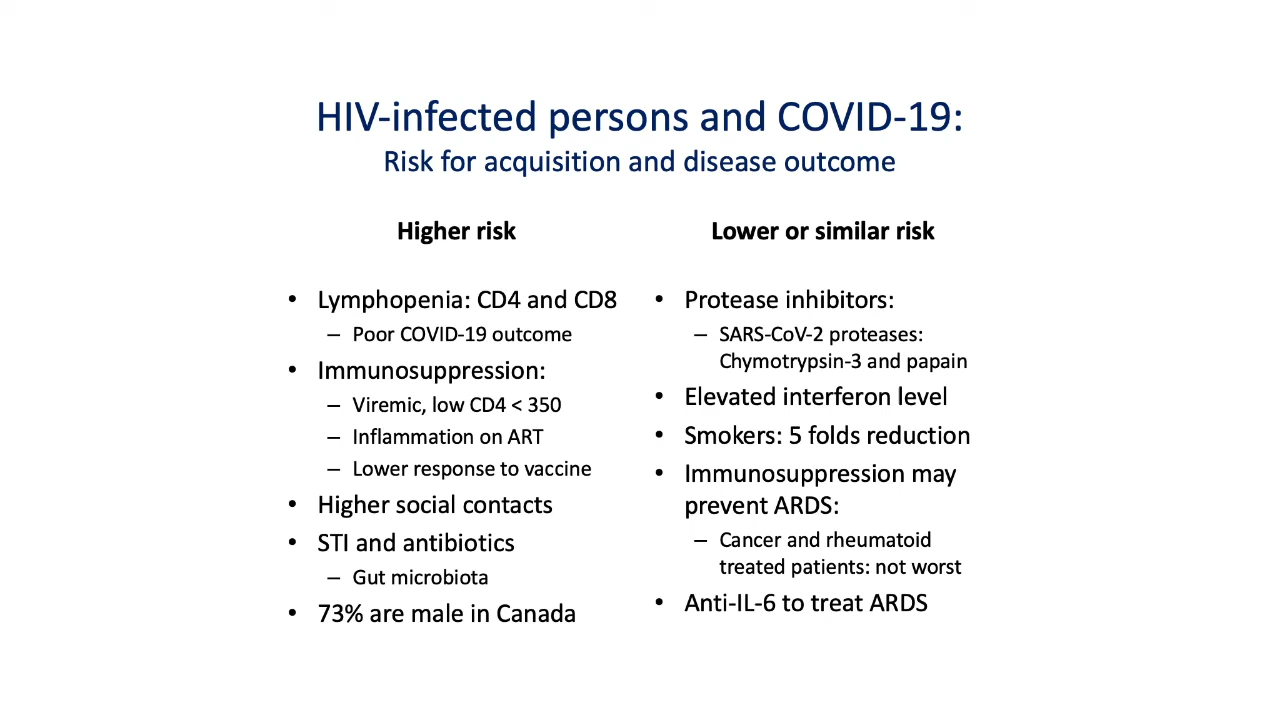 HIV-infected persons and COVID-19:
Risk for acquisition and disease outcome
Higher risk
• Lymphopenia: CD4 and CD8
– Poor COVID-19 outcome
• Immunosuppression:
– Viremic, low CD4 < 350
– Inflammation on ART
– Lower response to vaccine
• Higher social contacts
• STI and antibiotics
– Gut microbiota
• 73% are male in Canada
Lower or similar risk
• Protease inhibitors:
– SARS-CoV-2 proteases:
Chymotrypsin-3 and papain
• Elevated interferon level
• Smokers: 5 folds reduction
• Immunosuppression may
prevent ARDS:
– Cancer and rheumatoid
treated patients: not worst
• Anti-IL-6 to treat ARDS